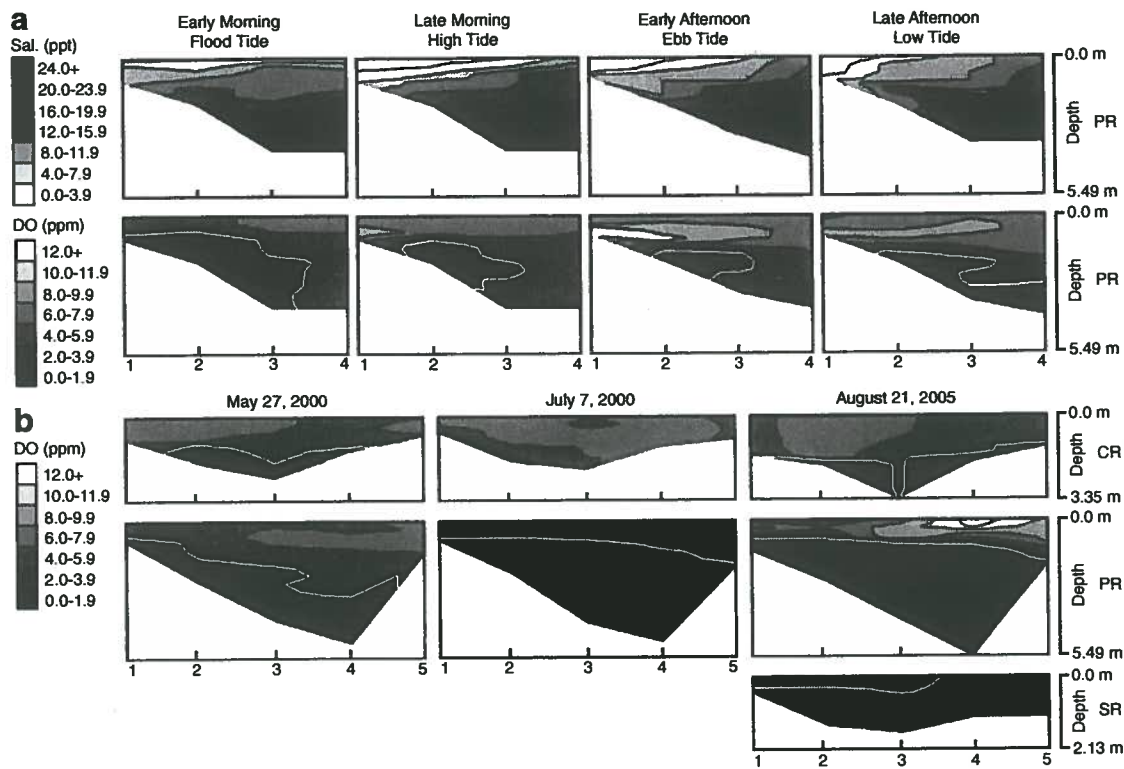 a
Early Morning
Flood Tide
Late Morning
High Tide
Early Afternoon
Ebb Tide
Late Afternoon
Low Tide
Sal. (ppt)
24.0+
20.0-23.9
16.0-19.9
12.0-15.9
8.0-11.9
4.0-7.9
0.0-3.9
0.0 m
Depth
PR
5.49 m
DO (ppm)
12.0+
10.0-11.9
8.0-9.9
6.0-7.9
4.0-5.9
2.0-3.9
0.0-1.9
0.0 m
Depth
PR
5.49 m
1 2 3 4
1 2 3 4
1 2 3 4
1 2 3 4
b
May 27, 2000
July 7, 2000
August 21, 2005
DO (ppm)
12.0+
10.0-11.9
8.0-9.9
6.0-7.9
4.0-5.9
2.0-3.9
0.0-1.9
0.0 m
Depth
CR
3.35 m
0.0 m
Depth
PR
5.49 m
1 2 3 4 5
1 2 3 4 5
0.0 m
Depth
SR
2.13 m
1 2 3 4 5